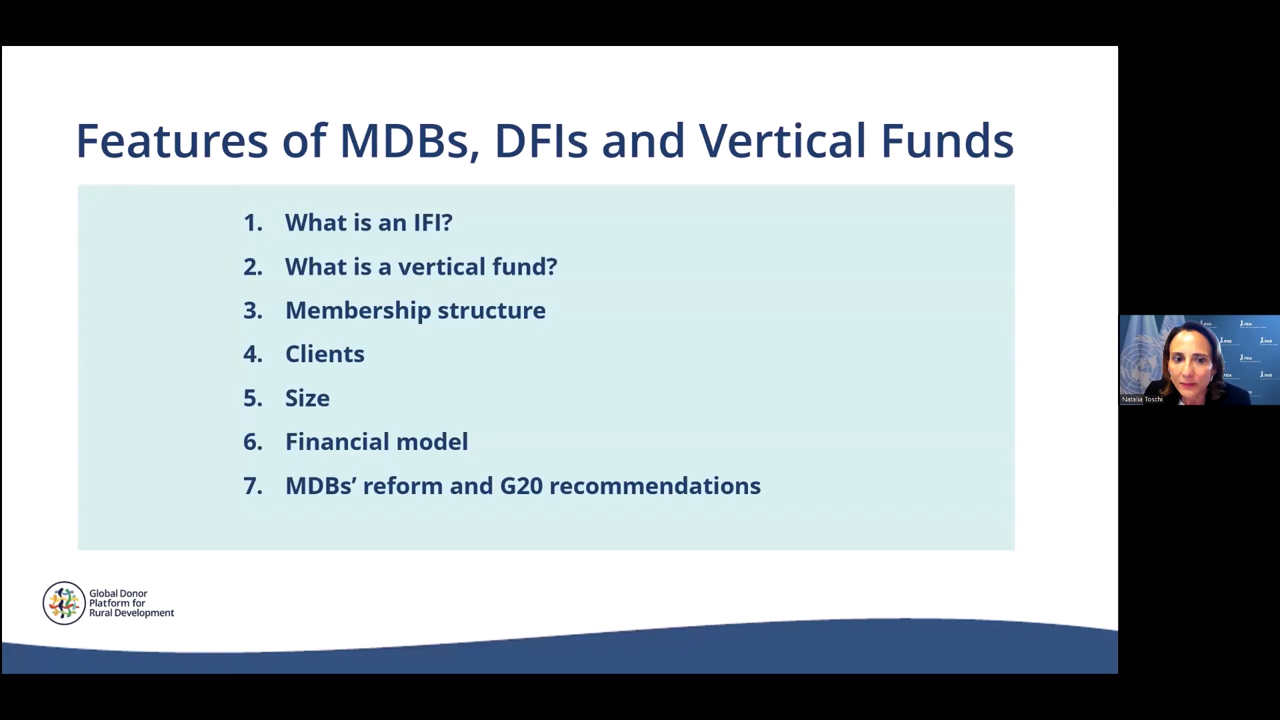 Features of MDBs, DFIs and Vertical Funds
1. What is an IFI?
2. What is a vertical fund?
3. Membership structure
4. Clients
5. Size
6. Financial model
7. MDBs’ reform and G20 recommendations
Global Donor
Platform for
Rural Development
Natalia Toschi